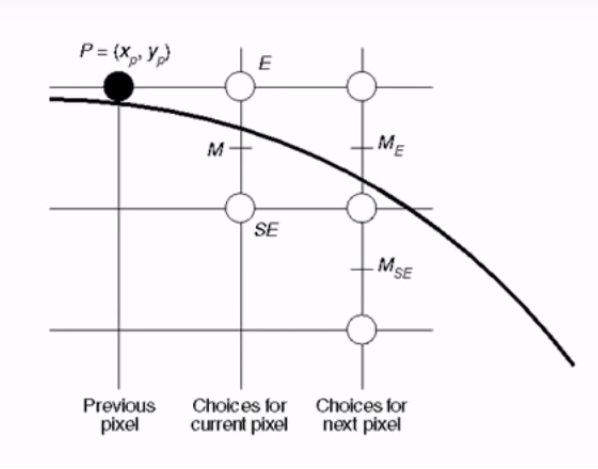 P = (xp, yp)
E
M
ME
SE
MSE
Previous
pixel
Choices for
current pixel
Choices for
next pixel